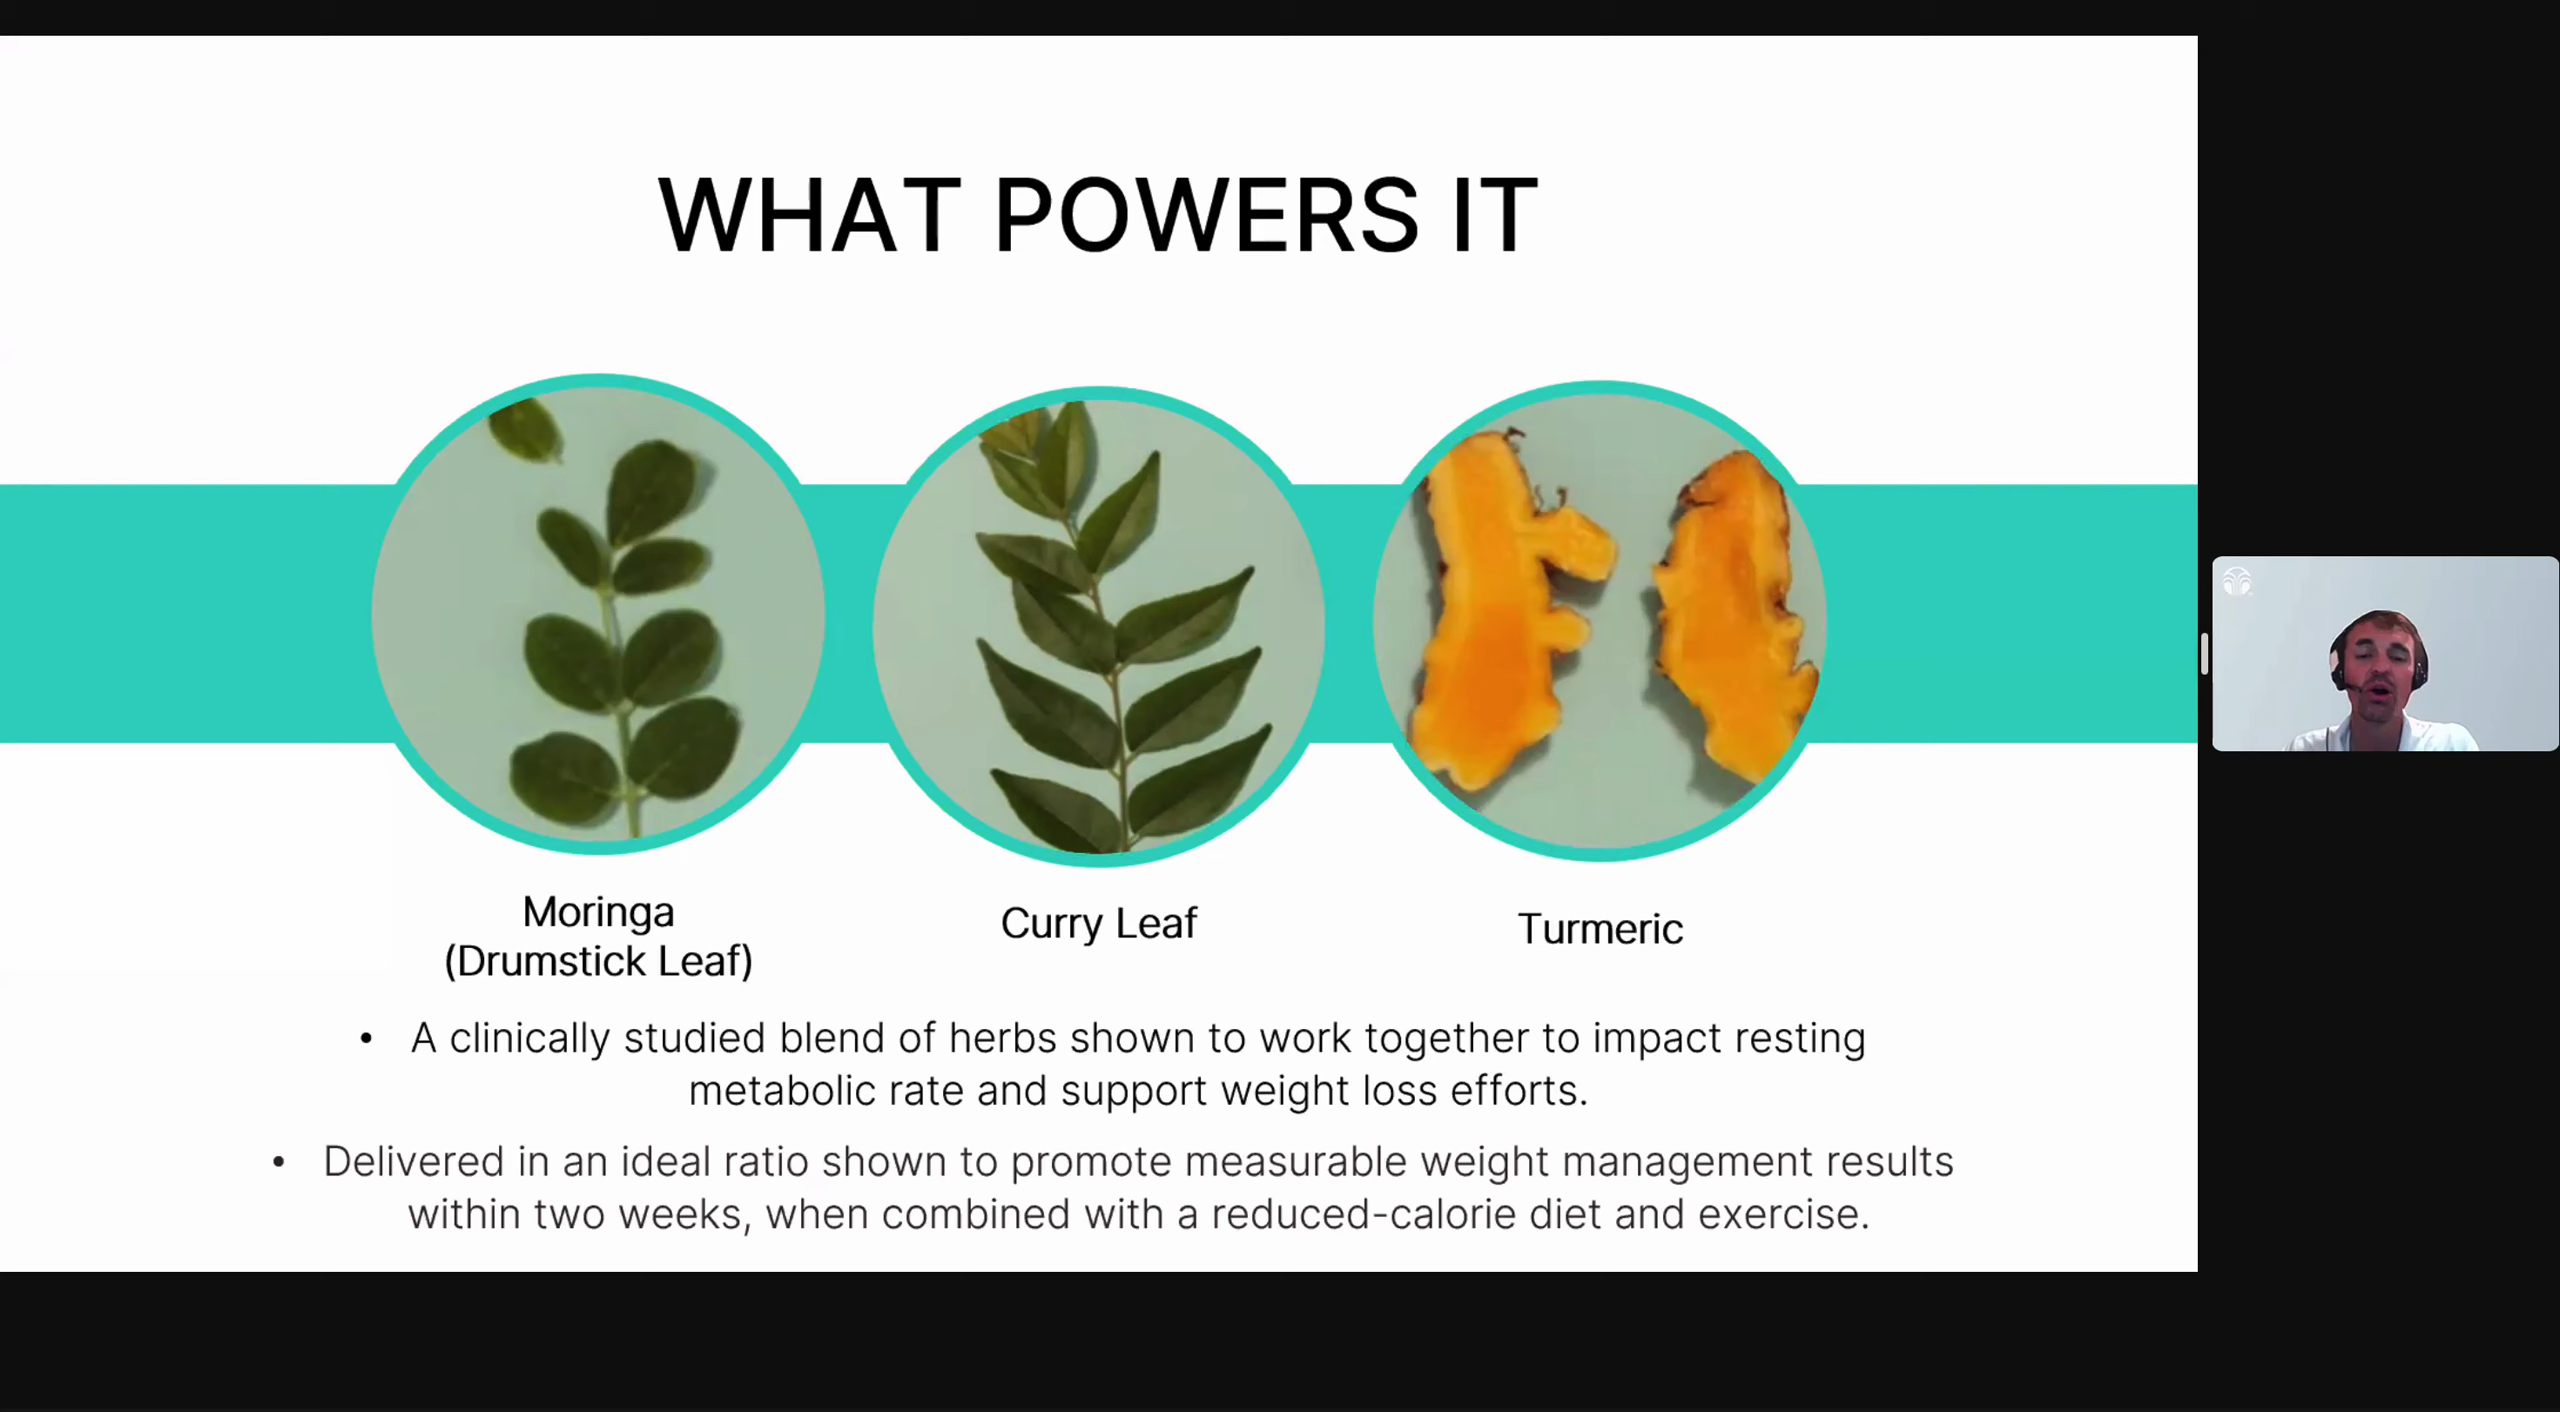 WHAT POWERS IT
Moringa
(Drumstick Leaf)
Curry Leaf
Turmeric
• A clinically studied blend of herbs shown to work together to impact resting
metabolic rate and support weight loss efforts.
• Delivered in an ideal ratio shown to promote measurable weight management results
within two weeks, when combined with a reduced-calorie diet and exercise.